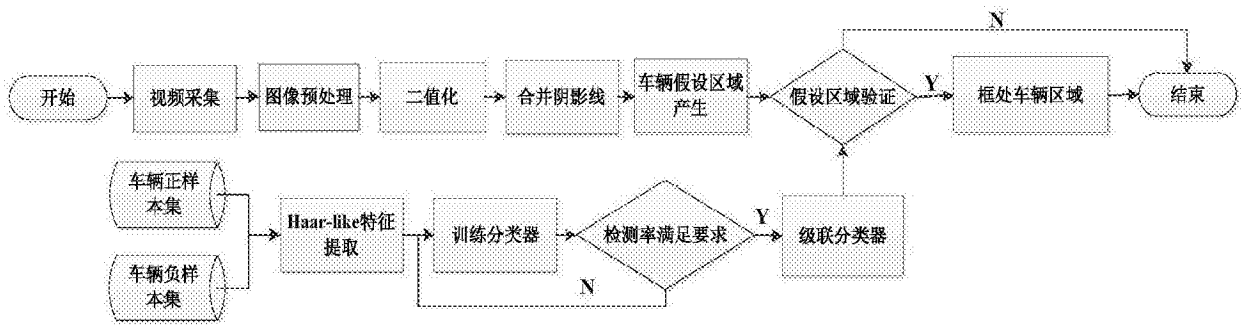 N
开始
视频采集
图像预处理
二值化
合并阴影线
车辆假设区域
产生
假设区域验证
Y
框处车辆区域
结束
车辆正样
本集
车辆负样
本集
Haar-like特征
提取
训练分类器
检测率满足要求
Y
级联分类器
N